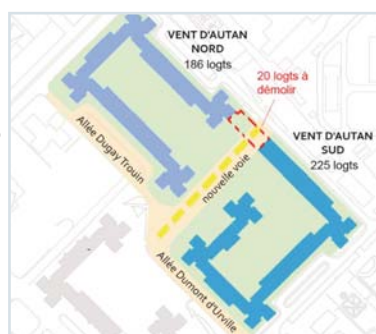 VENT D'AUTAN
NORD
186 logts
20 logts à
démolir
VENT D'AUTAN
SUD
225 logts
Allée Dugay Trouin
nouvelle voie
Allée Dumont d'Urville